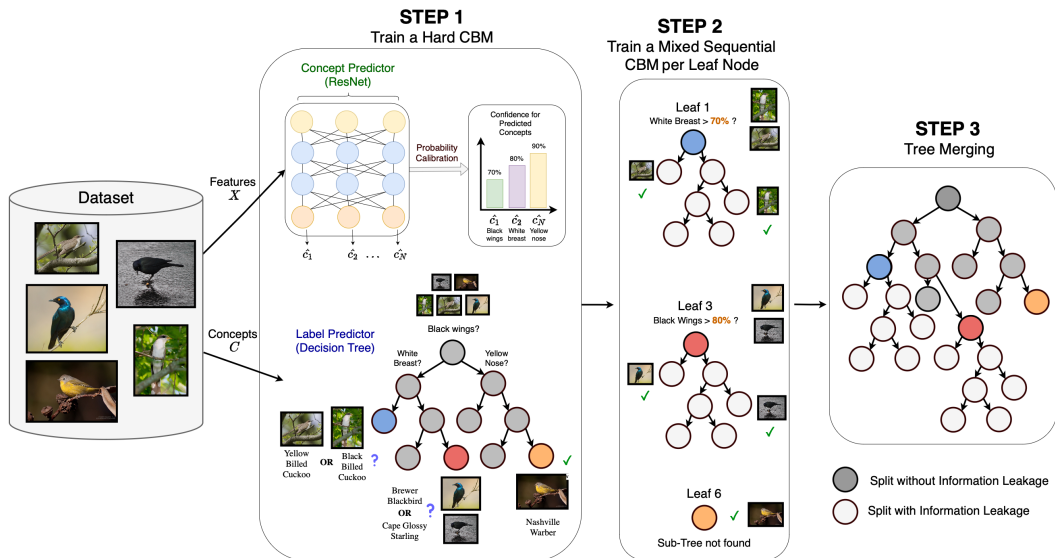 STEP 1
Train a Hard CBM
Concept Predictor
(ResNet)
Confidence for
Predicted
Concepts
90%
80%
70%
Probability
Calibration
ĉ₁
ĉ₂
ĉ_N
Black
wings
White
breast
Yellow
nose
ĉ₁ ĉ₂ ... ĉ_N
Dataset
Features
X
Concepts
C
Label Predictor
(Decision Tree)
Black wings?
White
Breast?
Yellow
Nose?
Yellow
Billed
Cuckoo
OR
Black
Billed
Cuckoo
?
✓
Brewer
Blackbird
OR
Cape Glossy
Starling
?
Nashville
Warber
STEP 2
Train a Mixed Sequential
CBM per Leaf Node
Leaf 1
White Breast > 70% ?
✓
✓
Leaf 3
Black Wings > 80% ?
✓
✓
Leaf 6
✓
Sub-Tree not found
STEP 3
Tree Merging
Split without Information Leakage
Split with Information Leakage